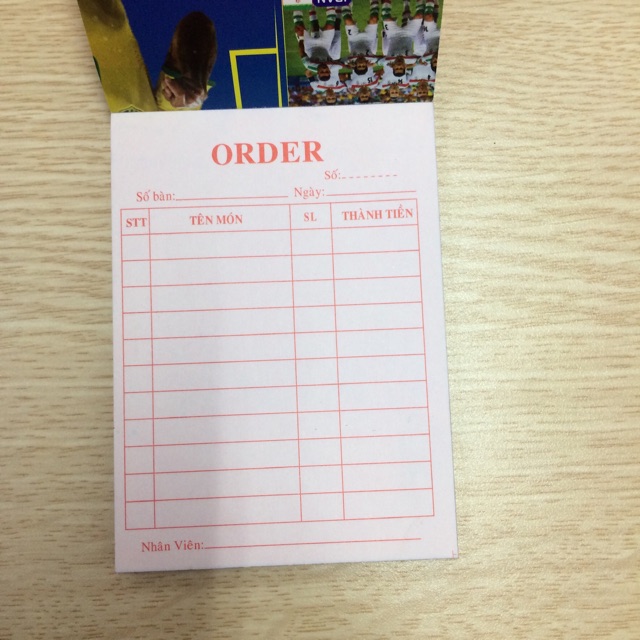 ORDER
Số:
Số bàn: Ngày:
STT TÊN MÓN SL THÀNH TIỀN
Nhân Viên: